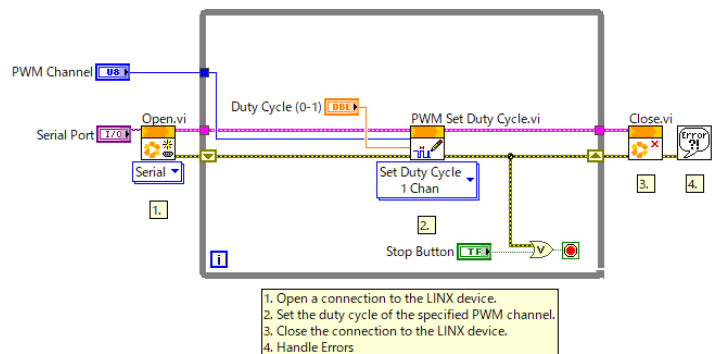 PWM Channel
U8
Duty Cycle (0-1)
DBL
Open.vi
PWM Set Duty Cycle.vi
Close.vi
Serial Port
I/O
Error
?!
Serial
Set Duty Cycle
1 Chan
1.
2.
3.
4.
Stop Button
TF
V
i
1. Open a connection to the LINX device.
2. Set the duty cycle of the specified PWM channel.
3. Close the connection to the LINX device.
4. Handle Errors